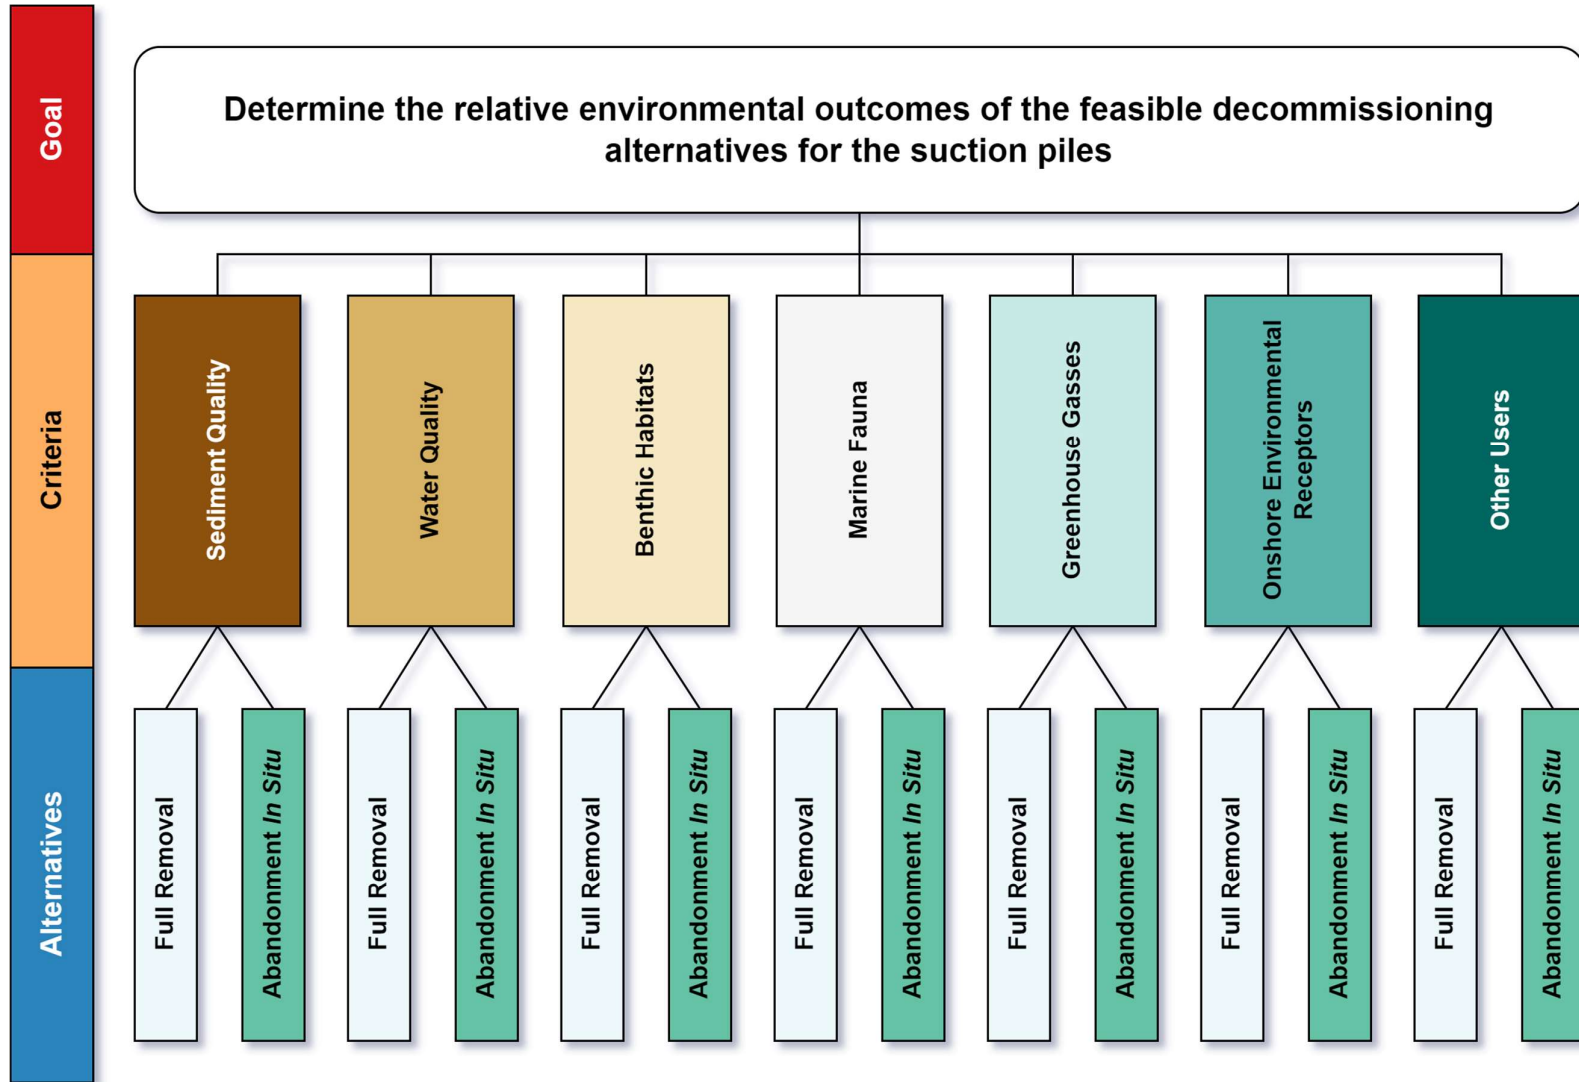 Goal
Determine the relative environmental outcomes of the feasible decommissioning
alternatives for the suction piles
Criteria
Sediment Quality
Water Quality
Benthic Habitats
Marine Fauna
Greenhouse Gasses
Onshore Environmental
Receptors
Other Users
Alternatives
Full Removal
Abandonment In Situ
Full Removal
Abandonment In Situ
Full Removal
Abandonment In Situ
Full Removal
Abandonment In Situ
Full Removal
Abandonment In Situ
Full Removal
Abandonment In Situ
Full Removal
Abandonment In Situ